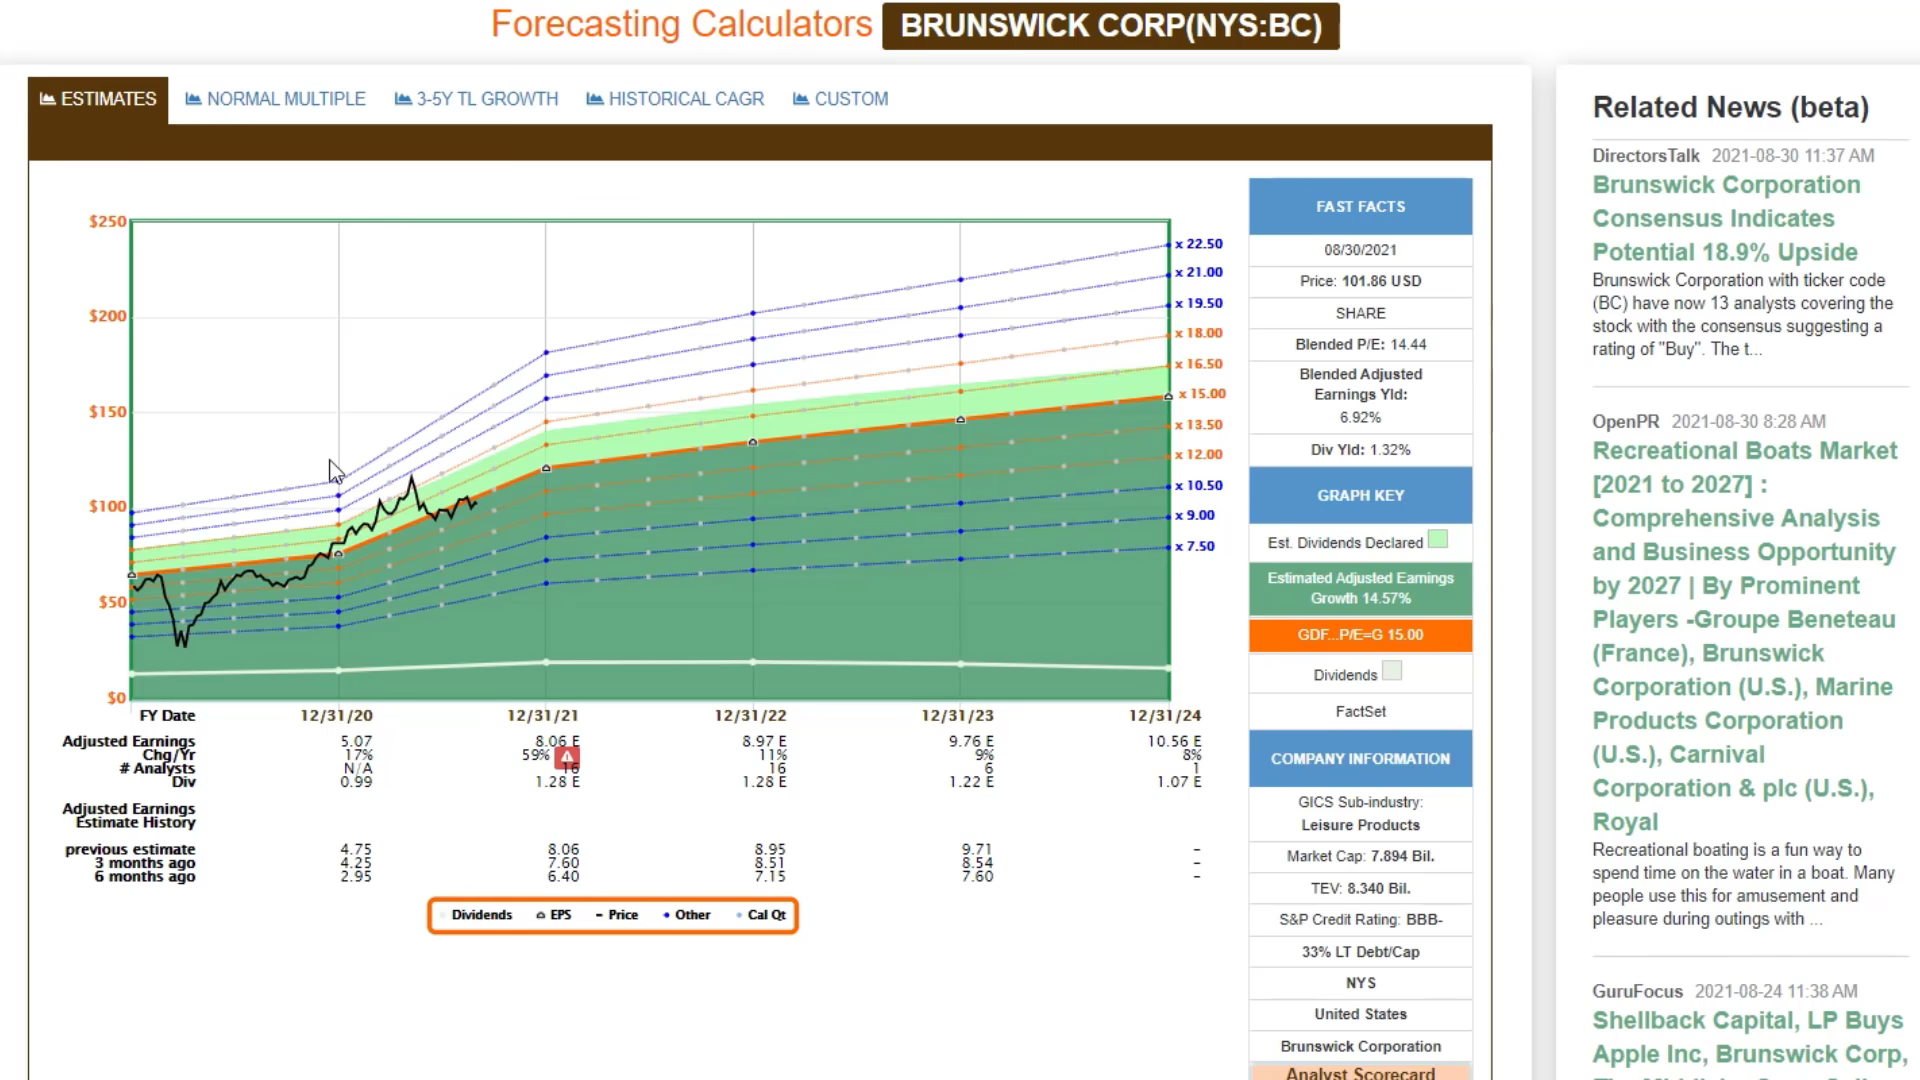 Forecasting Calculators BRUNSWICK CORP(NYS:BC)
ESTIMATES NORMAL MULTIPLE 3-5Y TL GROWTH HISTORICAL CAGR CUSTOM
$250
$200
$150
$100
$50
$0
x 22.50
x 21.00
x 19.50
x 18.00
x 16.50
x 15.00
x 13.50
x 12.00
x 10.50
x 9.00
x 7.50
FY Date 12/31/20 12/31/21 12/31/22 12/31/23 12/31/24
Adjusted Earnings 5.07 8.06 E 8.97 E 9.76 E 10.56 E
Chg/Yr 17% 59% 11% 9% 8%
# Analysts N/A 16 16 6 1
Div 0.99 1.28 E 1.28 E 1.22 E 1.07 E
Adjusted Earnings
Estimate History
previous estimate 4.75 8.06 8.95 9.71 –
3 months ago 4.25 7.60 8.51 8.54 –
6 months ago 2.95 6.40 7.15 7.60 –
Dividends EPS Price Other Cal Qt
FAST FACTS
08/30/2021
Price: 101.86 USD
SHARE
Blended P/E: 14.44
Blended Adjusted
Earnings Yld:
6.92%
Div Yld: 1.32%
GRAPH KEY
Est. Dividends Declared
Estimated Adjusted Earnings
Growth 14.57%
GDF...P/E=G 15.00
Dividends
FactSet
COMPANY INFORMATION
GICS Sub-industry:
Leisure Products
Market Cap: 7.894 Bil.
TEV: 8.340 Bil.
S&P Credit Rating: BBB-
33% LT Debt/Cap
NYS
United States
Brunswick Corporation
Analyst Scorecard
Related News (beta)
DirectorsTalk 2021-08-30 11:37 AM
Brunswick Corporation
Consensus Indicates
Potential 18.9% Upside
Brunswick Corporation with ticker code
(BC) have now 13 analysts covering the
stock with the consensus suggesting a
rating of "Buy". The t...
OpenPR 2021-08-30 8:28 AM
Recreational Boats Market
[2021 to 2027] :
Comprehensive Analysis
and Business Opportunity
by 2027 | By Prominent
Players -Groupe Beneteau
(France), Brunswick
Corporation (U.S.), Marine
Products Corporation
(U.S.), Carnival
Corporation & plc (U.S.),
Royal
Recreational boating is a fun way to
spend time on the water in a boat. Many
people use this for amusement and
pleasure during outings with ...
GuruFocus 2021-08-24 11:38 AM
Shellback Capital, LP Buys
Apple Inc, Brunswick Corp,